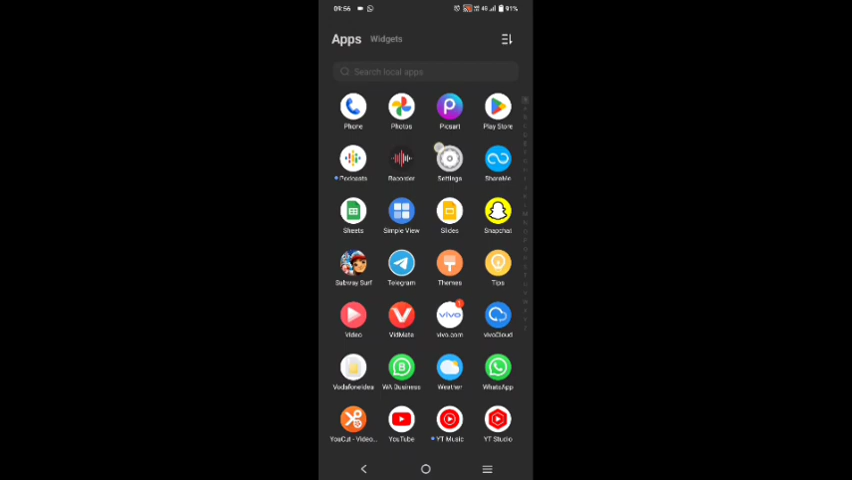 09:56 4G 91%
Apps Widgets
Search local apps
Phone Photos Picsart Play Store
Podcasts Recorder Settings ShareMe
Sheets Simple View Slides Snapchat
Subway Surf Telegram Themes Tips
vivo
Video VidMate vivo.com vivoCloud
VodafoneIdea WA Business Weather WhatsApp
YouCut - Video... YouTube YT Music YT Studio